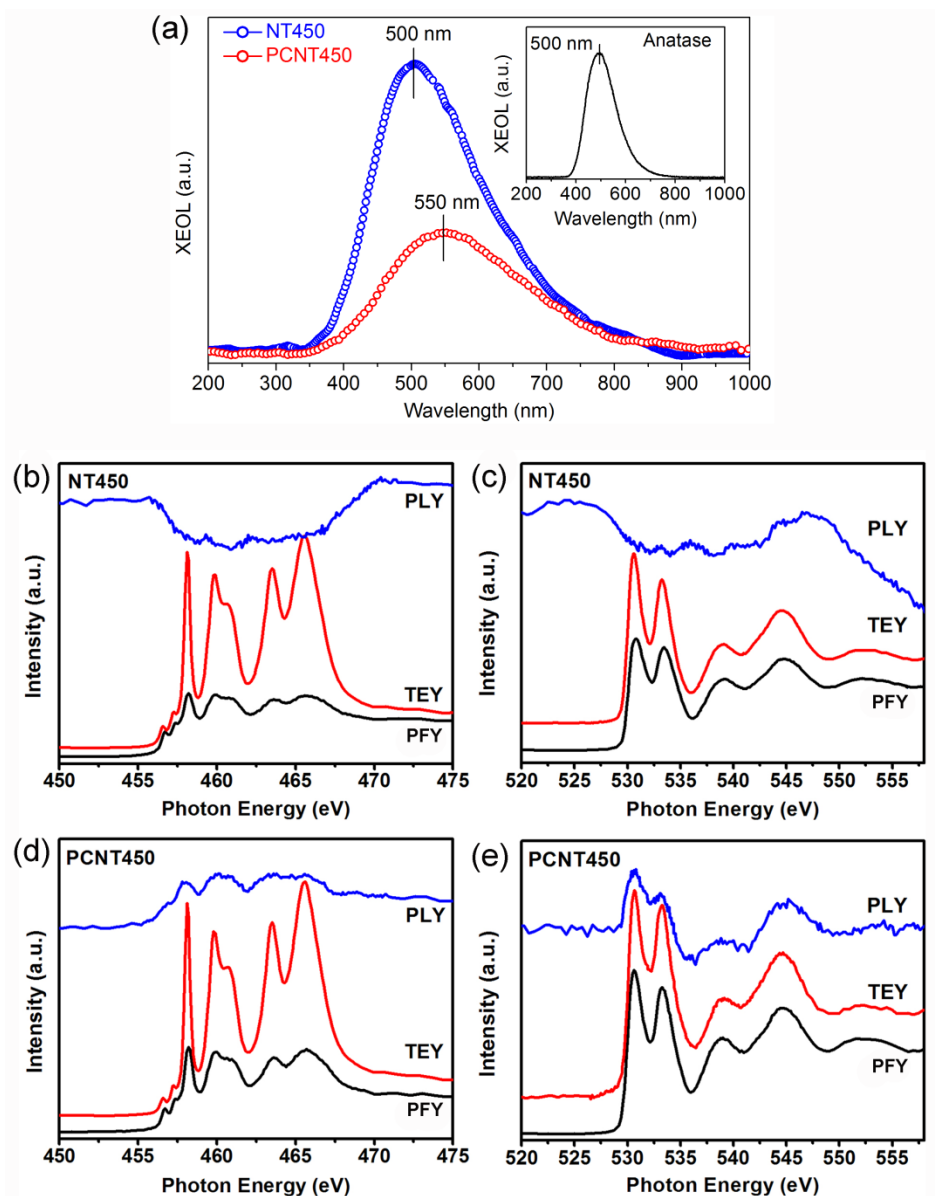 (a)
NT450
PCNT450
500 nm
550 nm
XEOL (a.u.)
200 300 400 500 600 700 800 900 1000
Wavelength (nm)
500 nm
Anatase
XEOL (a.u.)
200 400 600 800 1000
Wavelength (nm)
(b)
NT450
PLY
TEY
PFY
Intensity (a.u.)
450 455 460 465 470 475
Photon Energy (eV)
(c)
NT450
PLY
TEY
PFY
Intensity (a.u.)
520 525 530 535 540 545 550 555
Photon Energy (eV)
(d)
PCNT450
PLY
TEY
PFY
Intensity (a.u.)
450 455 460 465 470 475
Photon Energy (eV)
(e)
PCNT450
PLY
TEY
PFY
Intensity (a.u.)
520 525 530 535 540 545 550 555
Photon Energy (eV)